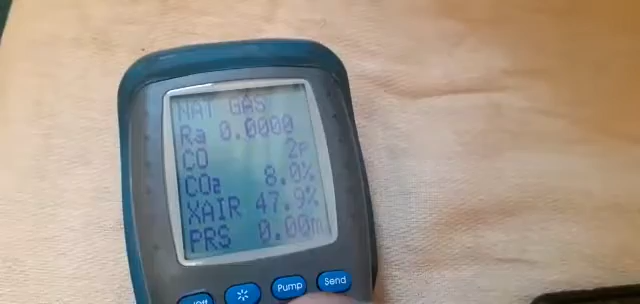 NAT GAS
Ra 0.0000
CO 2P
CO2 8.0%
XAIR 47.9%
PRS 0.00m
Pump
Send